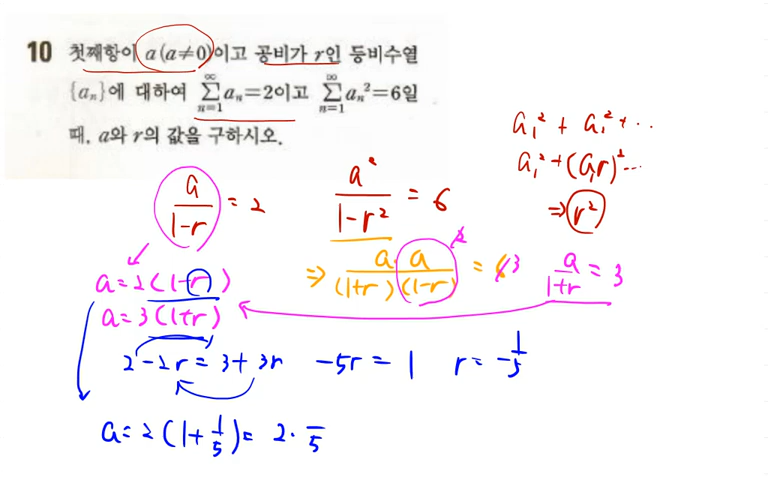 10 첫째항이 a(a≠0)이고 공비가 r인 등비수열
{aₙ}에 대하여 ∑ₙ₌₁^∞ aₙ=2이고 ∑ₙ₌₁^∞ aₙ²=6일
때, a와 r의 값을 구하시오.
a₁² + a₁² + ..
a₁² + (a₁r)² ...
⇒ r²
a/(1-r) = 2
a²/(1-r²) = 6
⇒ a·a/((1+r)(1-r)) = 6 3
2
a/(1+r) = 3
a=2(1-r)
a=3(1+r)
2-2r = 3+3r
-5r = 1
r = -1/5
a=2(1+1/5)= 2· /5